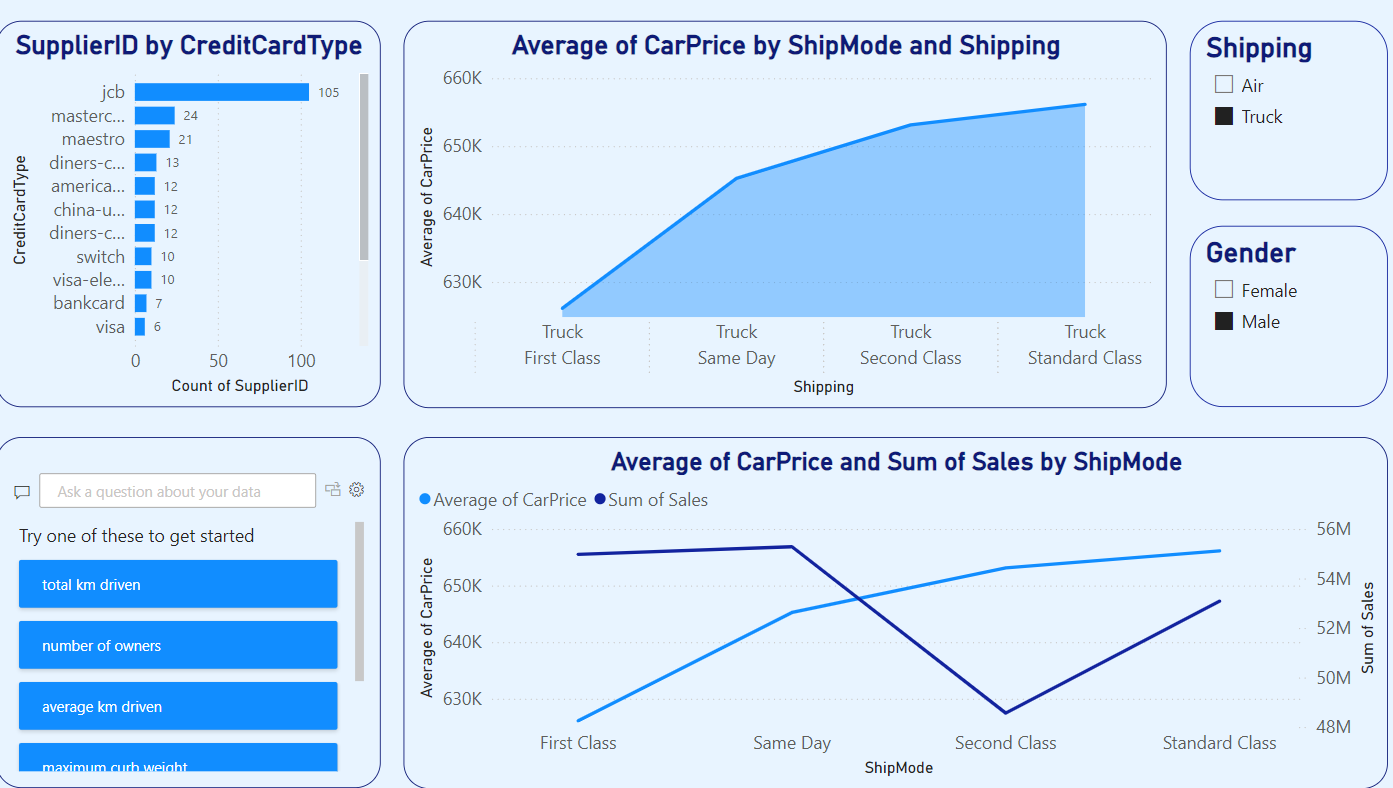 SupplierID by CreditCardType
CreditCardType
jcb 105
masterc... 24
maestro 21
diners-c... 13
america... 12
china-u... 12
diners-c... 12
switch 10
visa-ele... 10
bankcard 7
visa 6
0 50 100
Count of SupplierID
Average of CarPrice by ShipMode and Shipping
Average of CarPrice
660K
650K
640K
630K
Truck Truck Truck Truck
First Class Same Day Second Class Standard Class
Shipping
Shipping
Air
Truck
Gender
Female
Male
Ask a question about your data
Try one of these to get started
total km driven
number of owners
average km driven
maximum curb weight
Average of CarPrice and Sum of Sales by ShipMode
Average of CarPrice Sum of Sales
Average of CarPrice
660K
650K
640K
630K
56M
54M
52M
50M
48M
Sum of Sales
First Class Same Day Second Class Standard Class
ShipMode